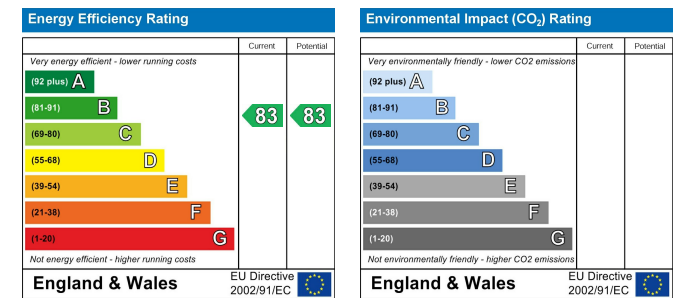 Energy Efficiency Rating
Current Potential
Very energy efficient - lower running costs
(92 plus) A
(81-91) B
83 83
(69-80) C
(55-68) D
(39-54) E
(21-38) F
(1-20) G
Not energy efficient - higher running costs
England & Wales
EU Directive
2002/91/EC
Environmental Impact (CO₂) Rating
Current Potential
Very environmentally friendly - lower CO2 emissions
(92 plus) A
(81-91) B
(69-80) C
(55-68) D
(39-54) E
(21-38) F
(1-20) G
Not environmentally friendly - higher CO2 emissions
England & Wales
EU Directive
2002/91/EC